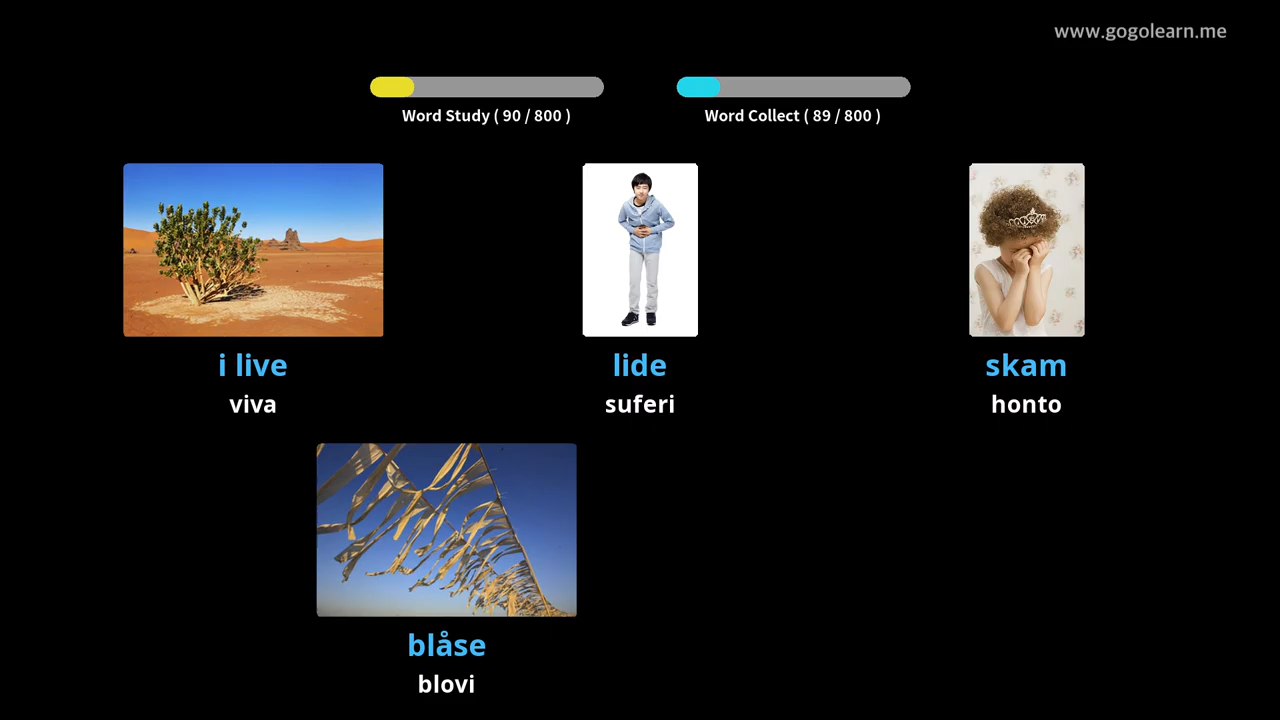 www.gogolearn.me
Word Study ( 90 / 800 )
Word Collect ( 89 / 800 )
i live
viva
lide
suferi
skam
honto
blåse
blovi